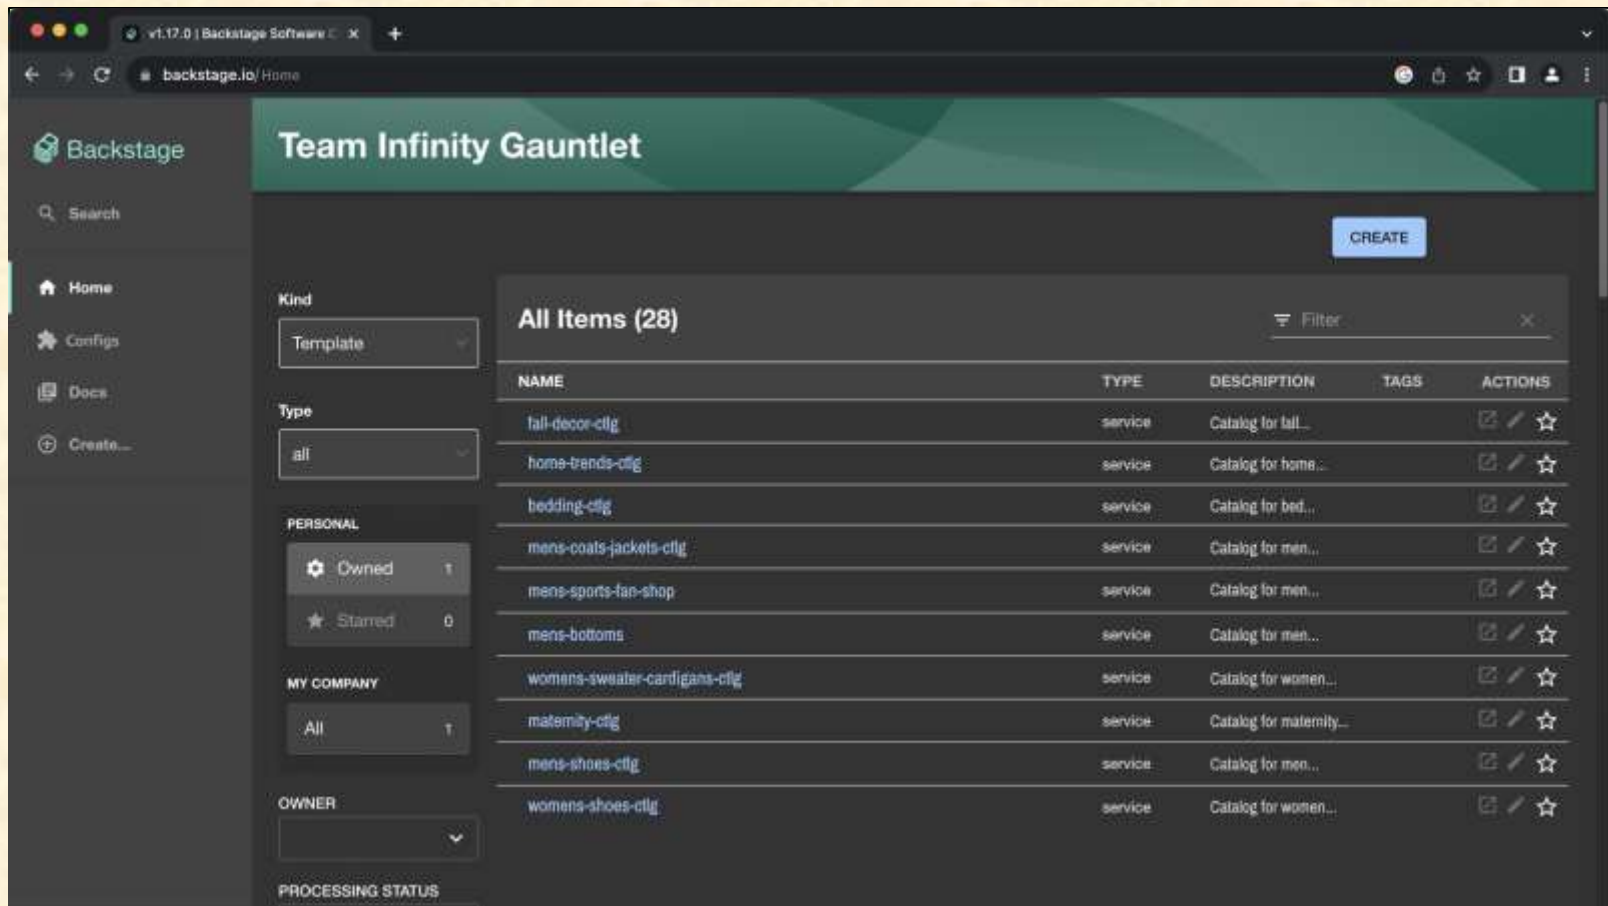 v1.17.0 | Backstage Software C
backstage.io/Home
Backstage
Team Infinity Gauntlet
Search
CREATE
Home
Configs
Docs
Create...
Kind
Template
Type
all
PERSONAL
Owned 1
Starred 0
MY COMPANY
All 1
OWNER
PROCESSING STATUS
All Items (28)
Filter
NAME TYPE DESCRIPTION TAGS ACTIONS
fall-decor-ctlg service Catalog for fall...
home-trends-ctlg service Catalog for home...
bedding-ctlg service Catalog for bed...
mens-coats-jackets-ctlg service Catalog for men...
mens-sports-fan-shop service Catalog for men...
mens-bottoms service Catalog for men...
womens-sweater-cardigans-ctlg service Catalog for women...
maternity-ctlg service Catalog for maternity...
mens-shoes-ctlg service Catalog for men...
womens-shoes-ctlg service Catalog for women...